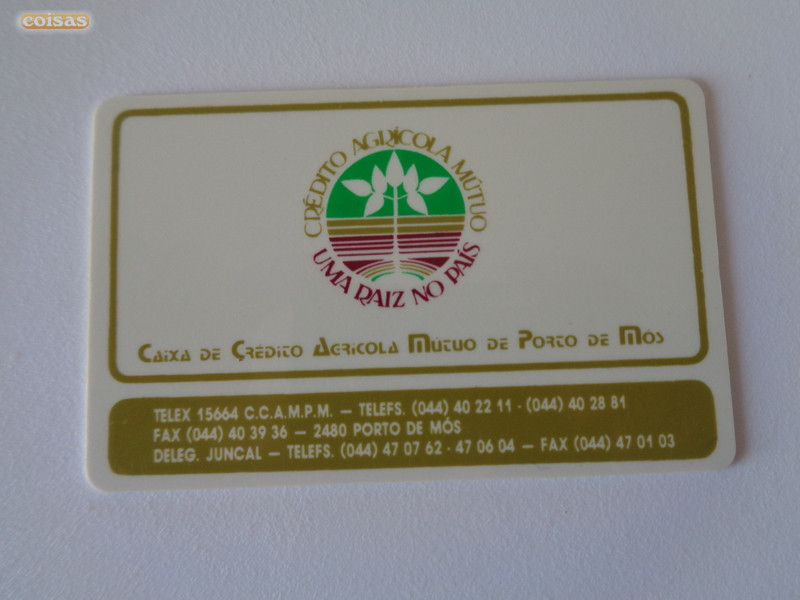 coisas
CRÉDITO AGRÍCOLA MÚTUO
UMA RAIZ NO PAÍS
CAIXA DE CRÉDITO AGRICOLA MÚTUO DE PORTO DE MÓS
TELEX 15664 C.C.A.M.P.M. — TELEFS. (044) 40 22 11 - (044) 40 28 81
FAX (044) 40 39 36 — 2480 PORTO DE MÓS
DELEG. JUNCAL — TELEFS. (044) 47 07 62 - 47 06 04 — FAX (044) 47 01 03